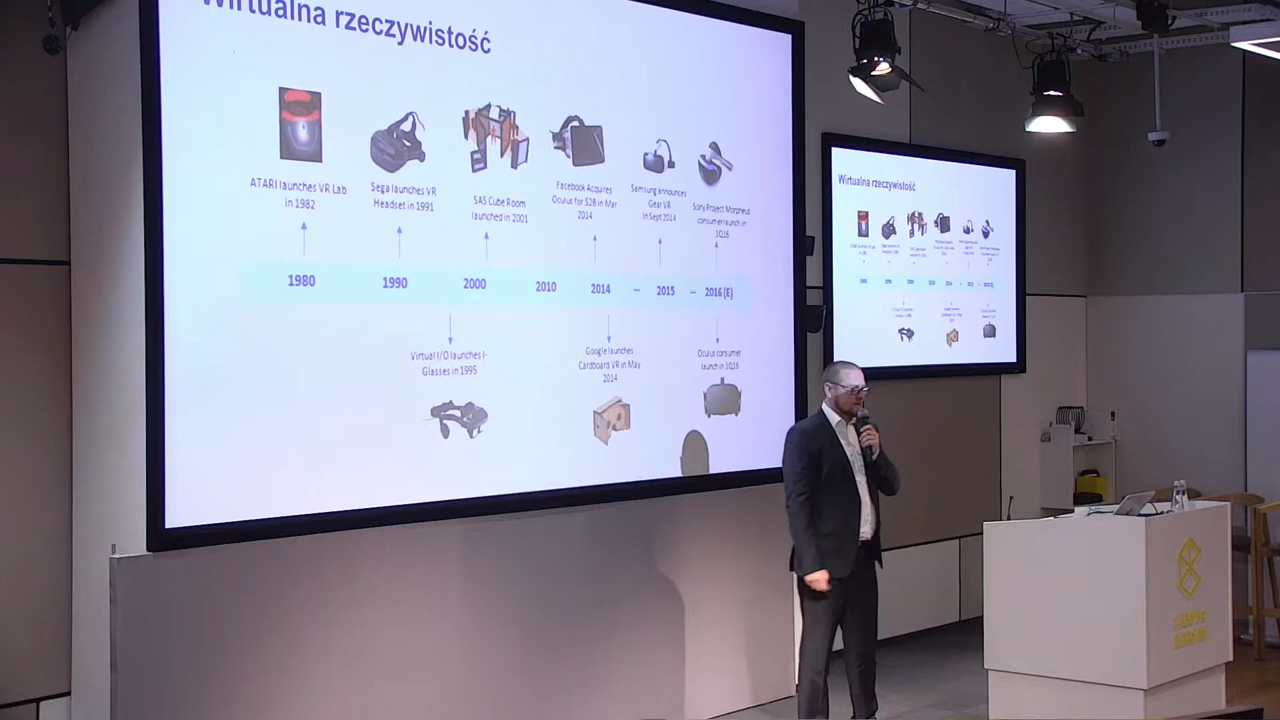 Wirtualna rzeczywistość
ATARI launches VR Lab
in 1982
Sega launches VR
Headset in 1991
SAS Cube Room
launched in 2001
Facebook Acquires
Oculus for $2B in Mar
2014
Samsung announces
Gear VR
In Sept 2014
Sony Project Morpheus
consumer launch in
1Q16
1980
1990
2000
2010
2014
...
2015
...
2016 (E)
Virtual I/O launches I-
Glasses in 1995
Google launches
Cardboard VR in May
2014
Oculus consumer
launch in 1Q16
Wirtualna rzeczywistość